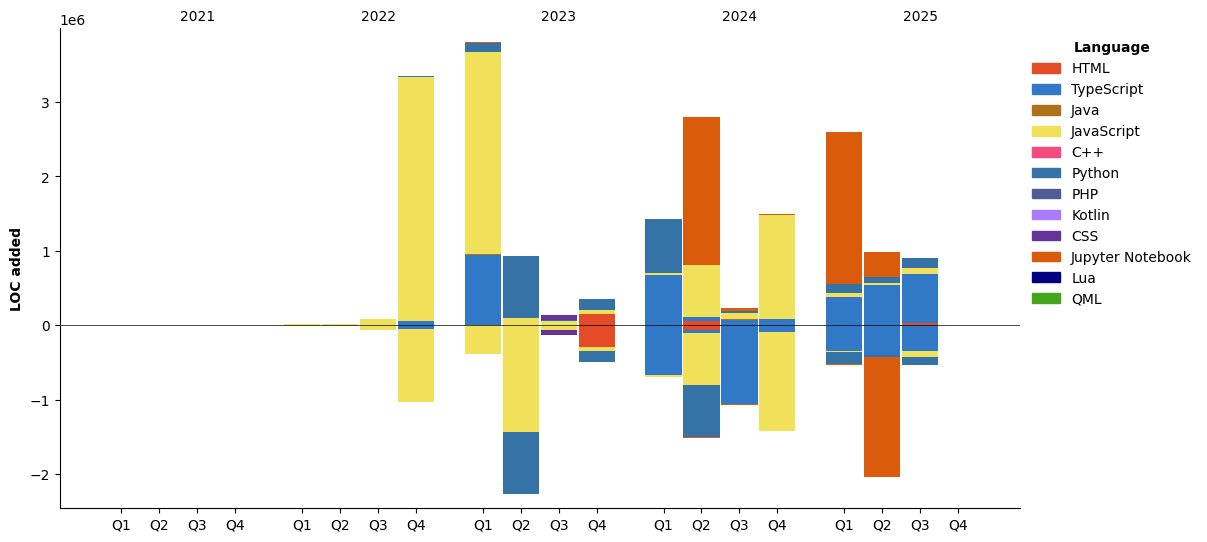 2021 2022 2023 2024 2025
1e6
LOC added
3
2
1
0
−1
−2
Q1 Q2 Q3 Q4 Q1 Q2 Q3 Q4 Q1 Q2 Q3 Q4 Q1 Q2 Q3 Q4 Q1 Q2 Q3 Q4
Language
HTML
TypeScript
Java
JavaScript
C++
Python
PHP
Kotlin
CSS
Jupyter Notebook
Lua
QML